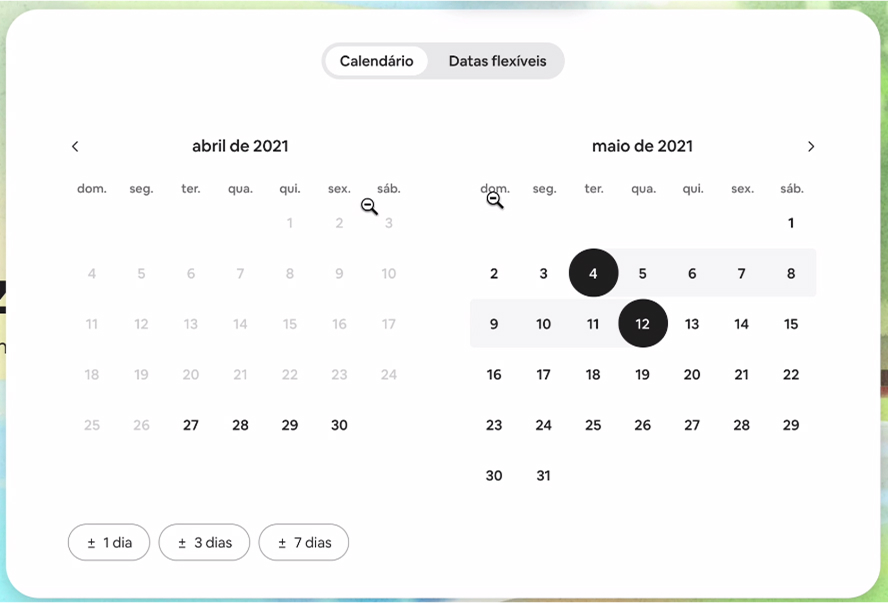 Calendário Datas flexíveis
abril de 2021
dom. seg. ter. qua. qui. sex. sáb.
1 2 3
4 5 6 7 8 9 10
11 12 13 14 15 16 17
18 19 20 21 22 23 24
25 26 27 28 29 30
maio de 2021
dom. seg. ter. qua. qui. sex. sáb.
1
2 3 4 5 6 7 8
9 10 11 12 13 14 15
16 17 18 19 20 21 22
23 24 25 26 27 28 29
30 31
± 1 dia ± 3 dias ± 7 dias